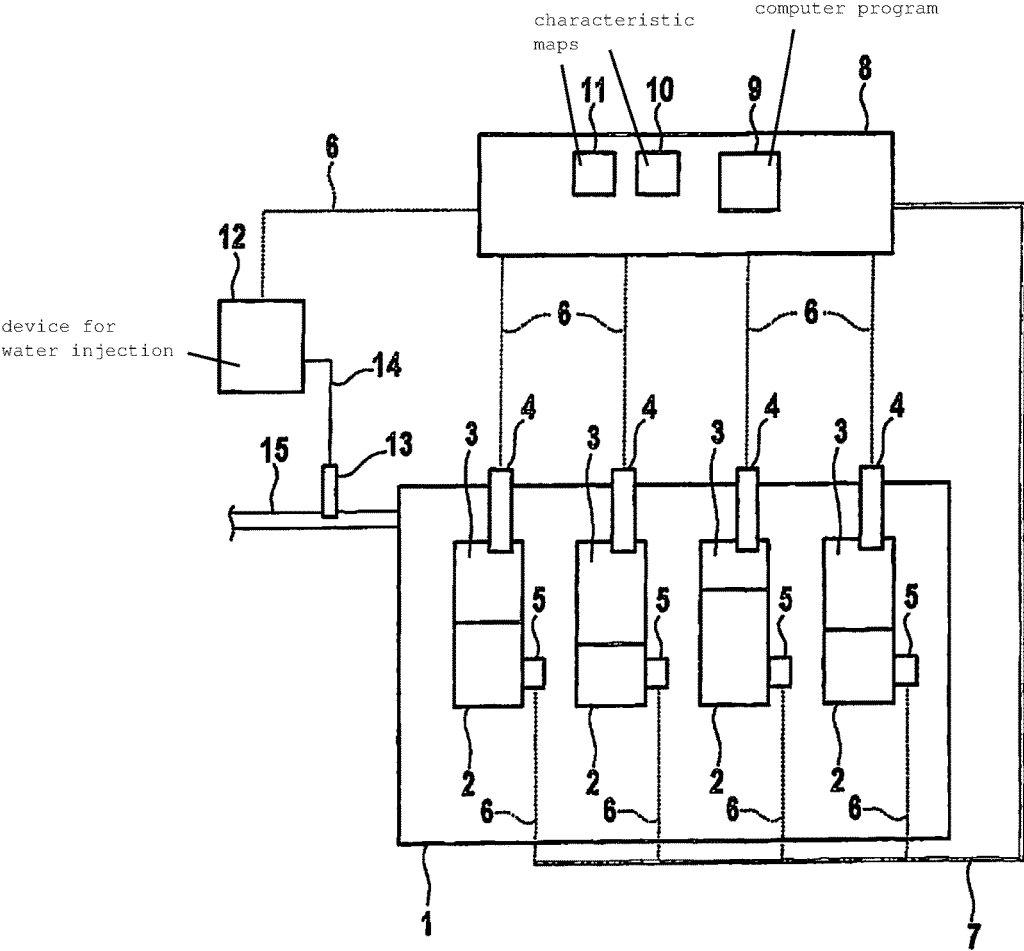 computer program
characteristic
maps
8
11 10 9
6
12
device for
water injection
6 6
14
4 4 4 4
3 3 3 3
15 13
5 5 5 5
2 2 2 2
6 6 6 6
1 7